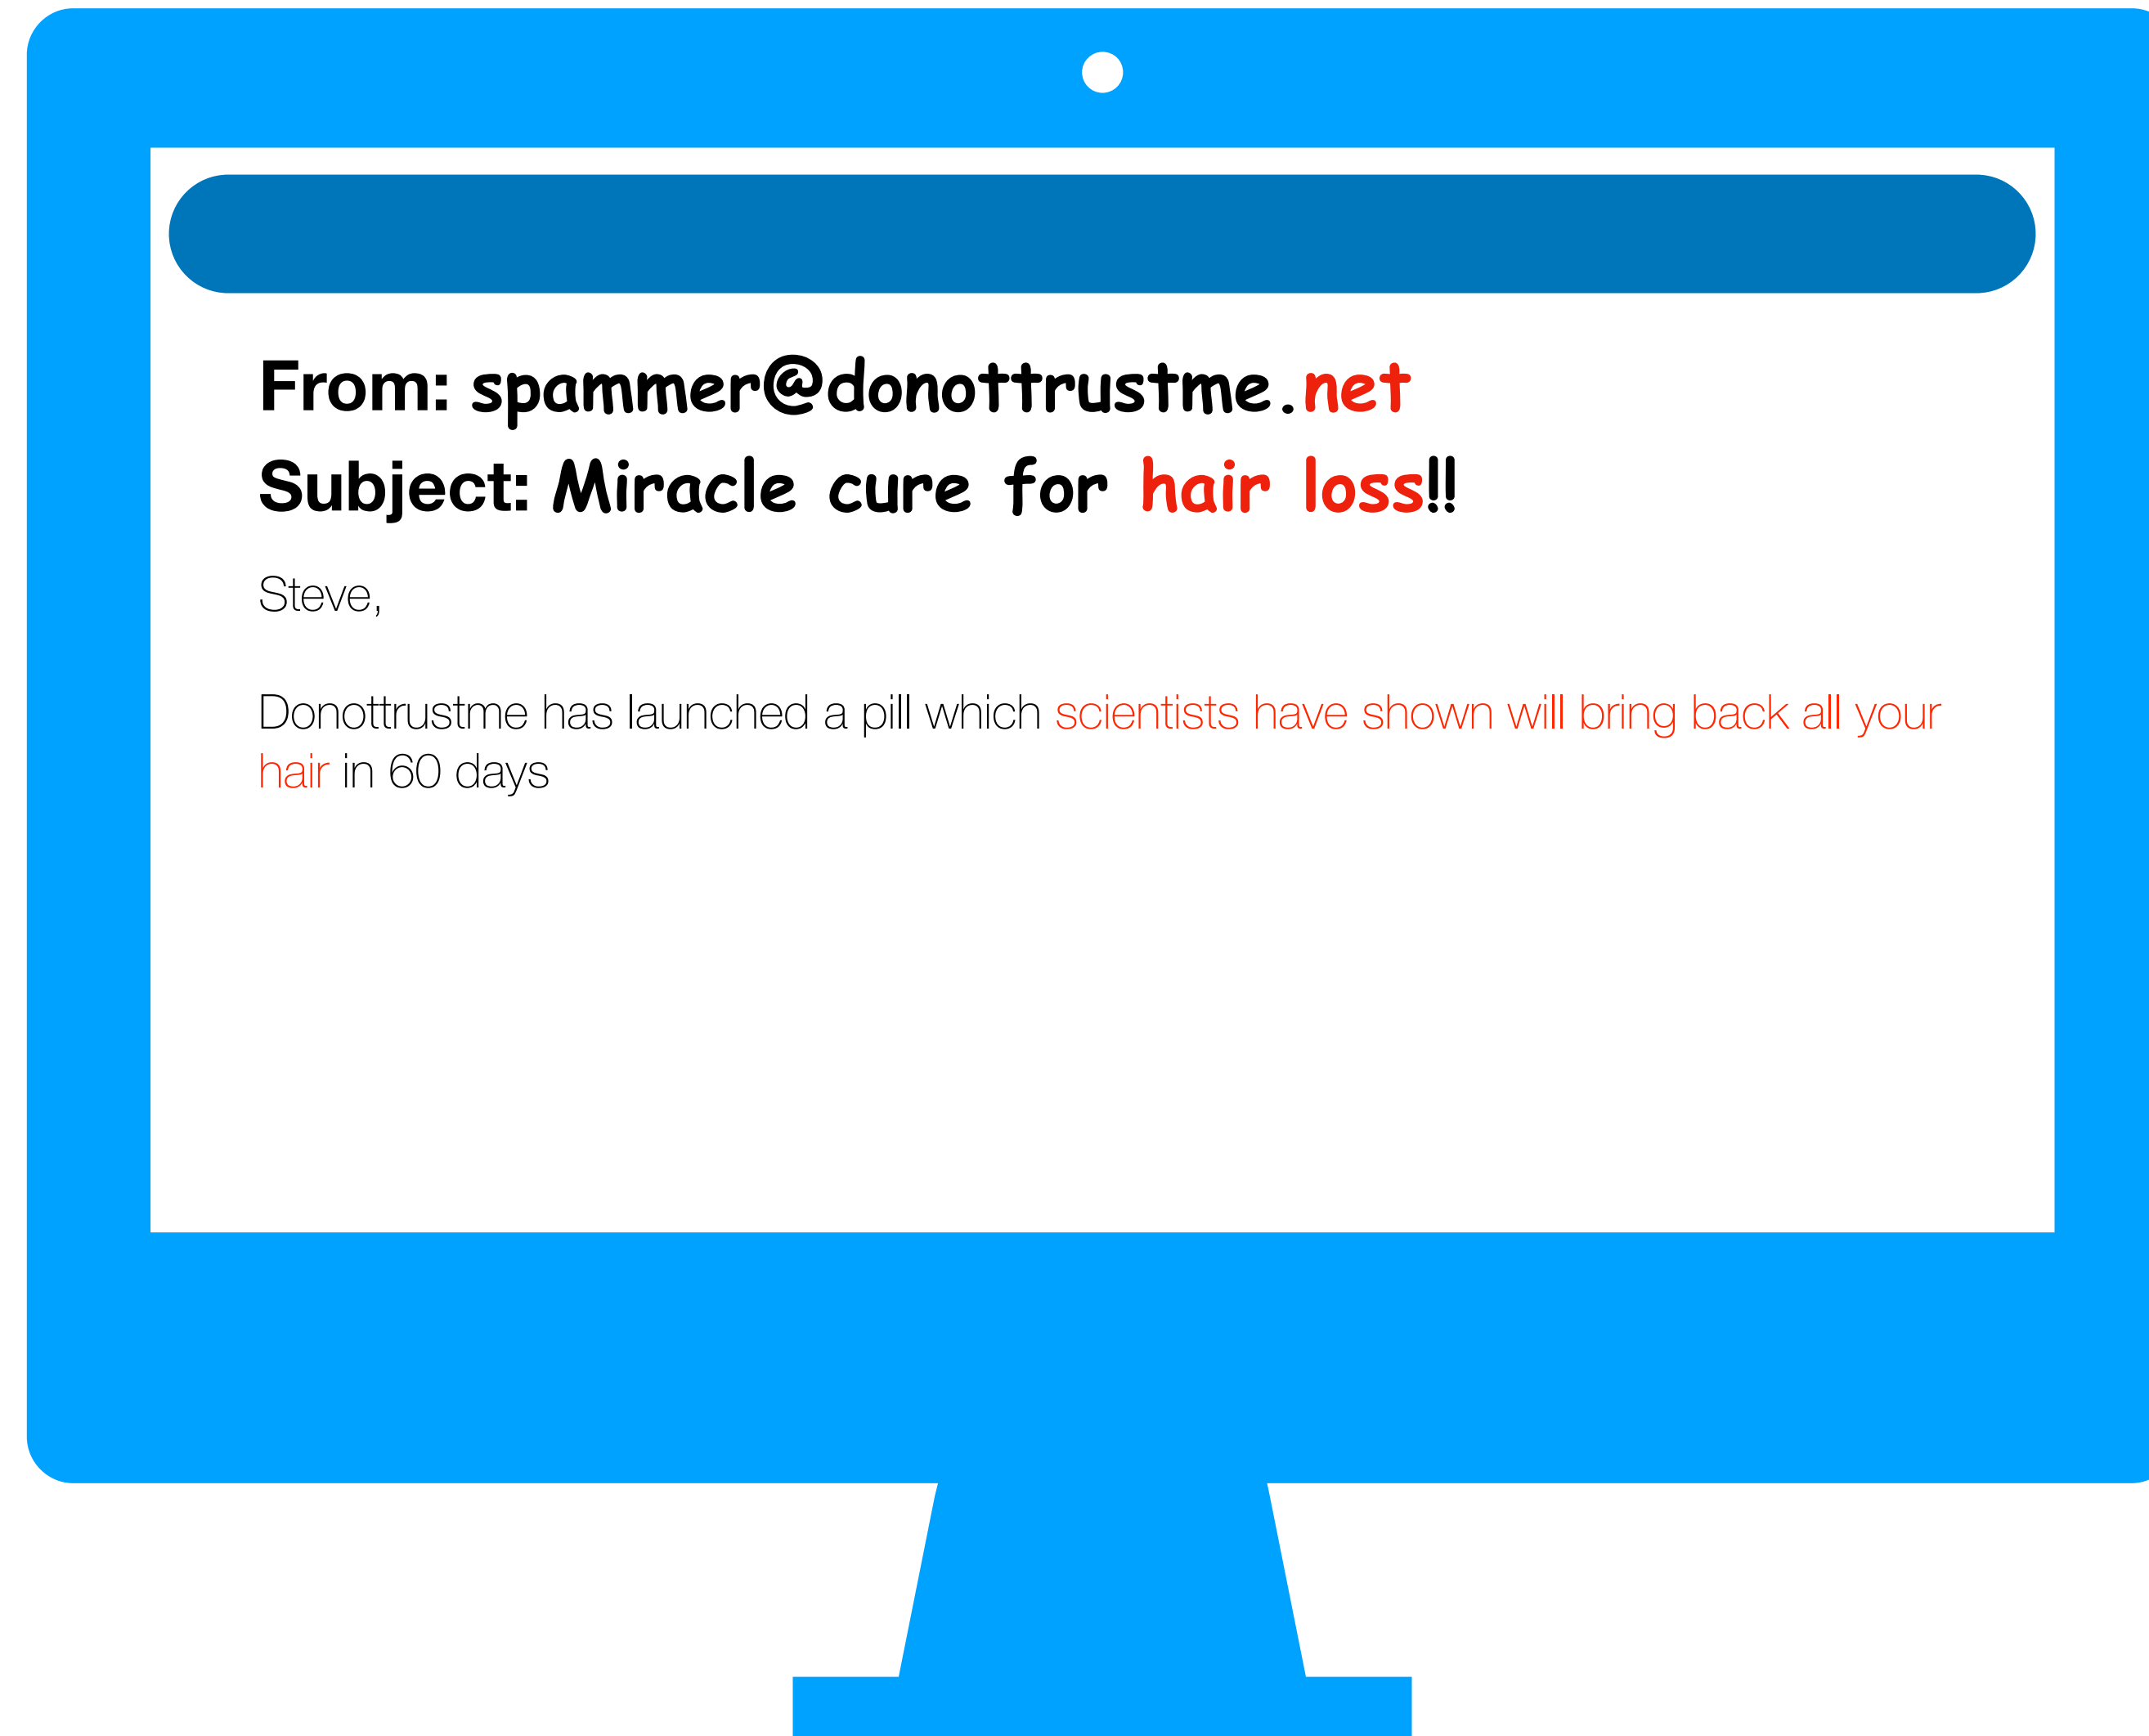 From: spammer@donottrustme.net
Subject: Miracle cure for hair loss!!
Steve,
Donottrustme has launched a pill which scientists have shown will bring back all your
hair in 60 days